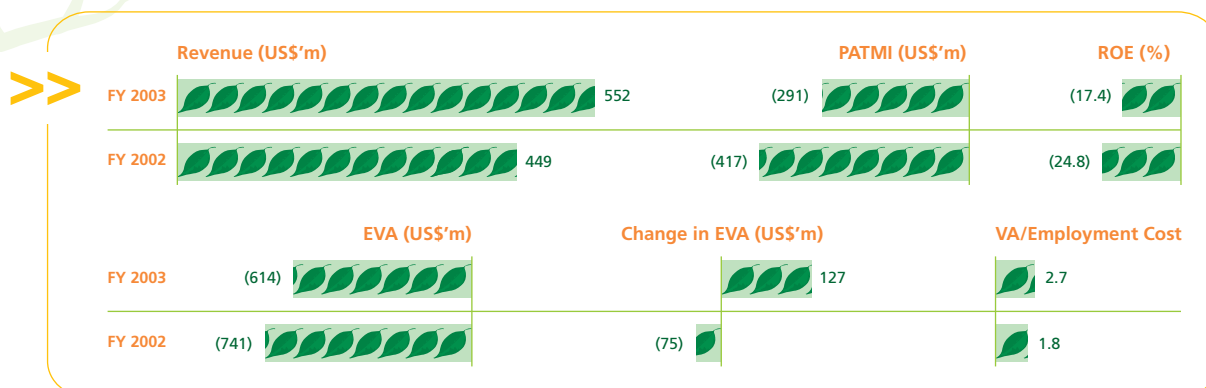 >>
Revenue (US$'m) PATMI (US$'m) ROE (%)
FY 2003 552 (291) (17.4)
FY 2002 449 (417) (24.8)
EVA (US$'m) Change in EVA (US$'m) VA/Employment Cost
FY 2003 (614) 127 2.7
FY 2002 (741) (75) 1.8